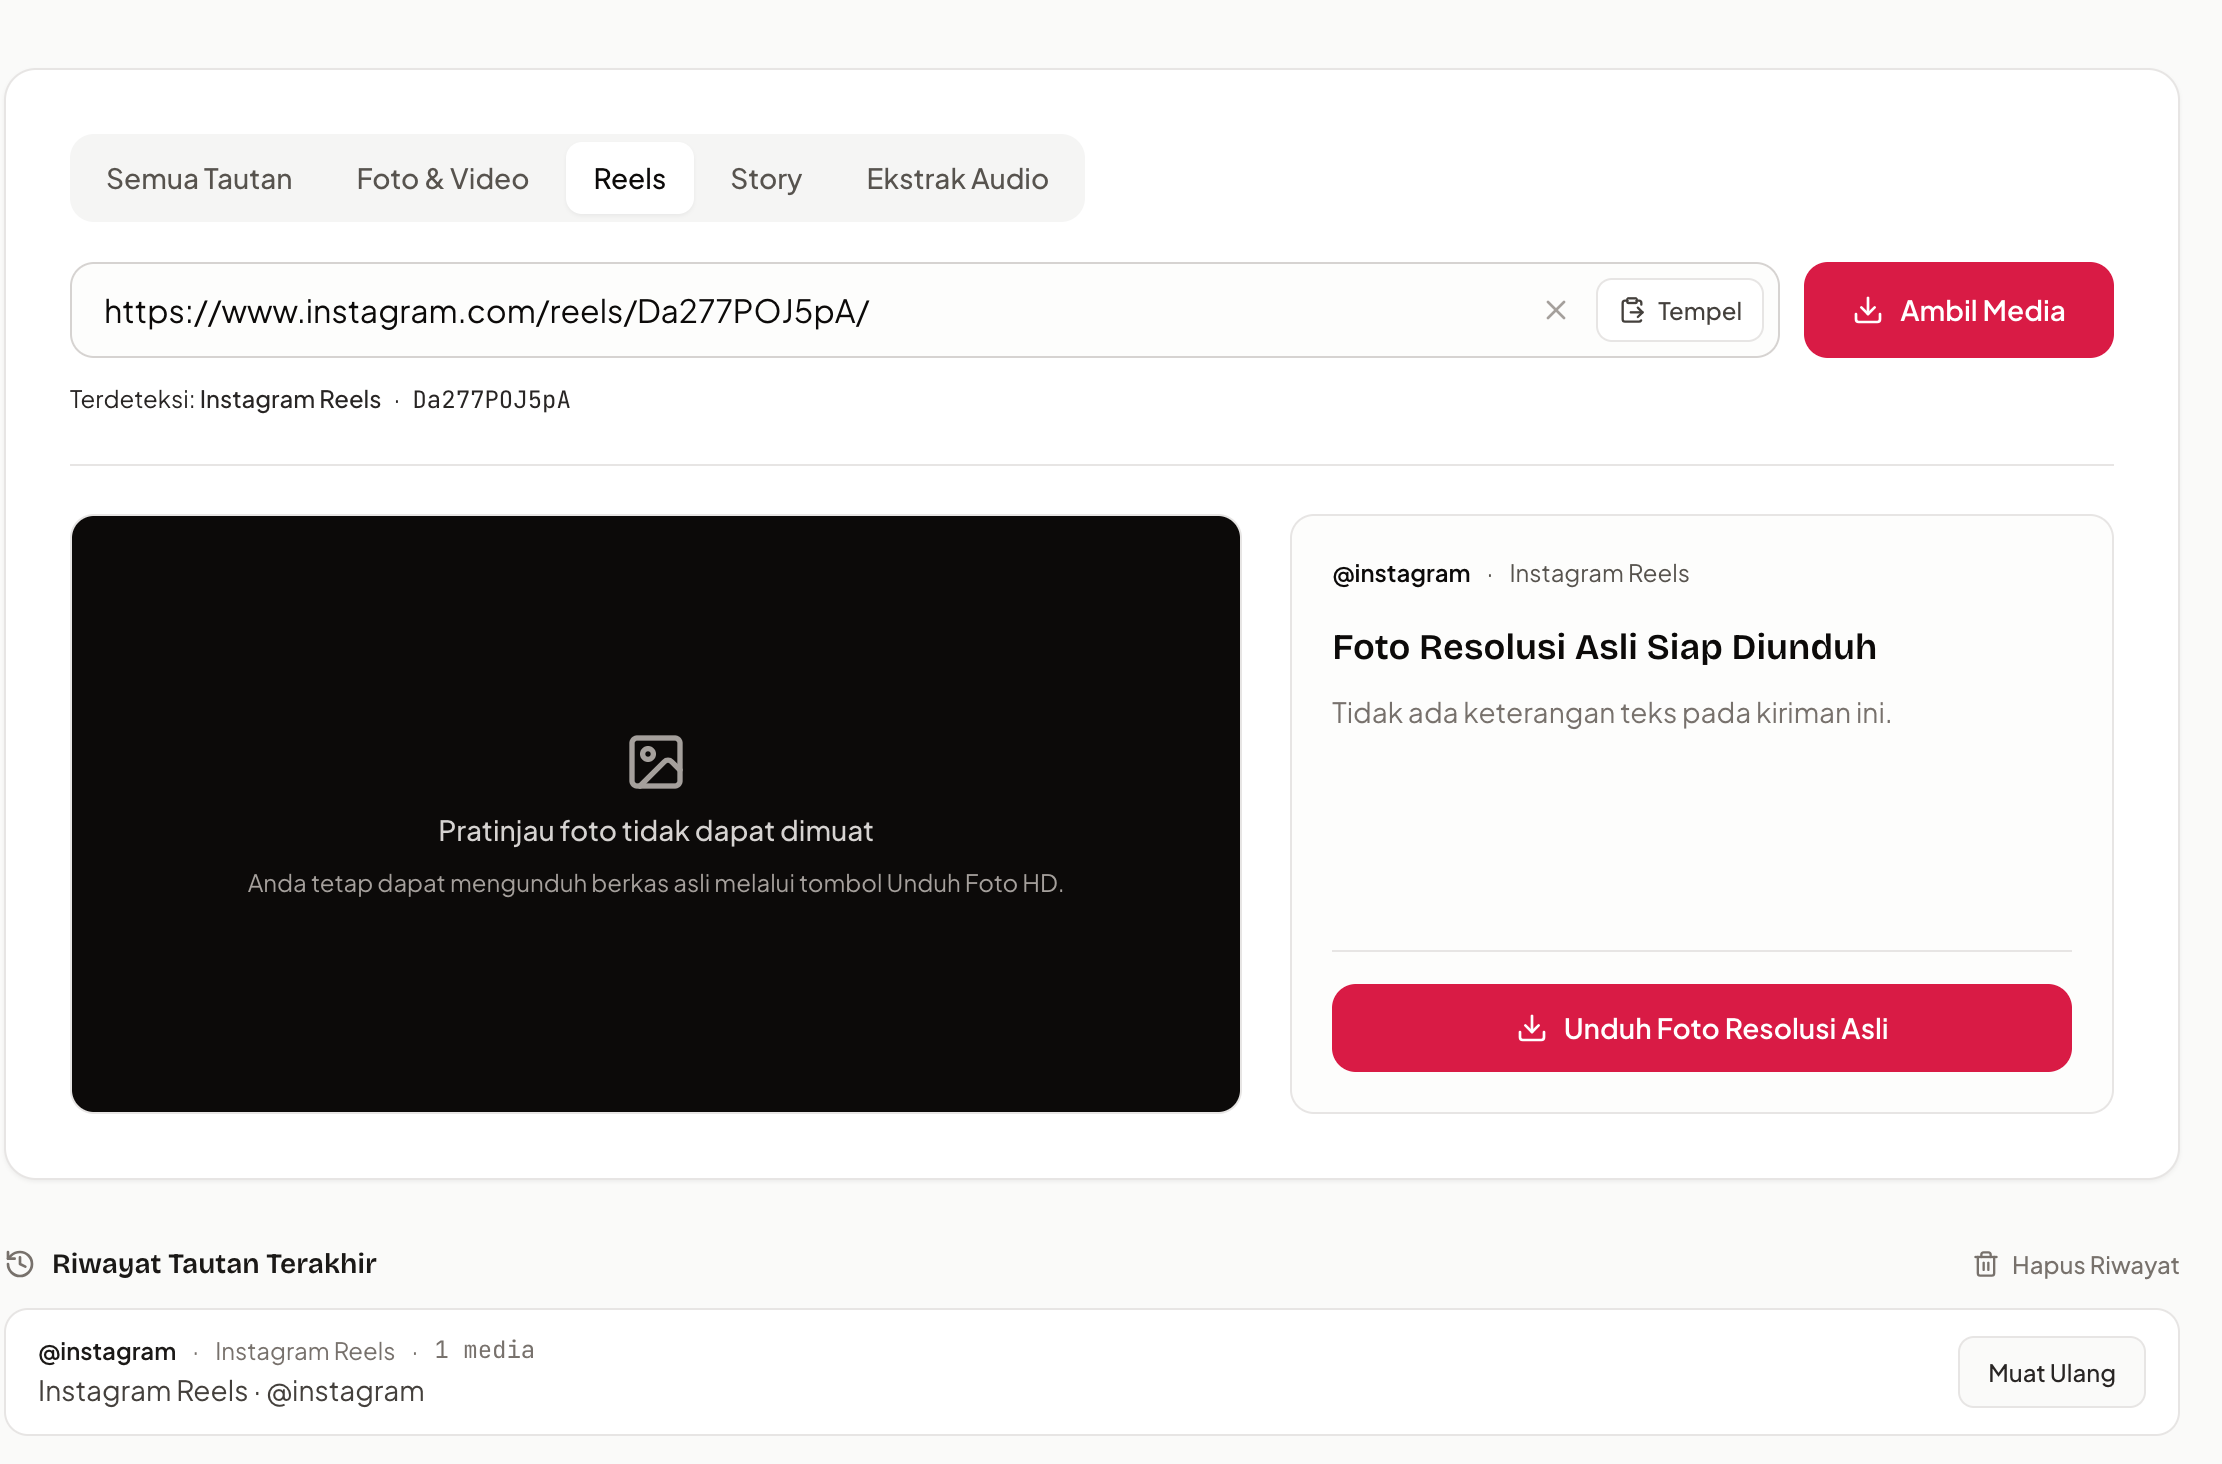 Semua Tautan Foto & Video Reels Story Ekstrak Audio
https://www.instagram.com/reels/Da277POJ5pA/ Tempel Ambil Media
Terdeteksi: Instagram Reels · Da277POJ5pA
@instagram · Instagram Reels
Foto Resolusi Asli Siap Diunduh
Tidak ada keterangan teks pada kiriman ini.
Pratinjau foto tidak dapat dimuat
Anda tetap dapat mengunduh berkas asli melalui tombol Unduh Foto HD.
Unduh Foto Resolusi Asli
Riwayat Tautan Terakhir Hapus Riwayat
@instagram · Instagram Reels · 1 media
Instagram Reels · @instagram
Muat Ulang